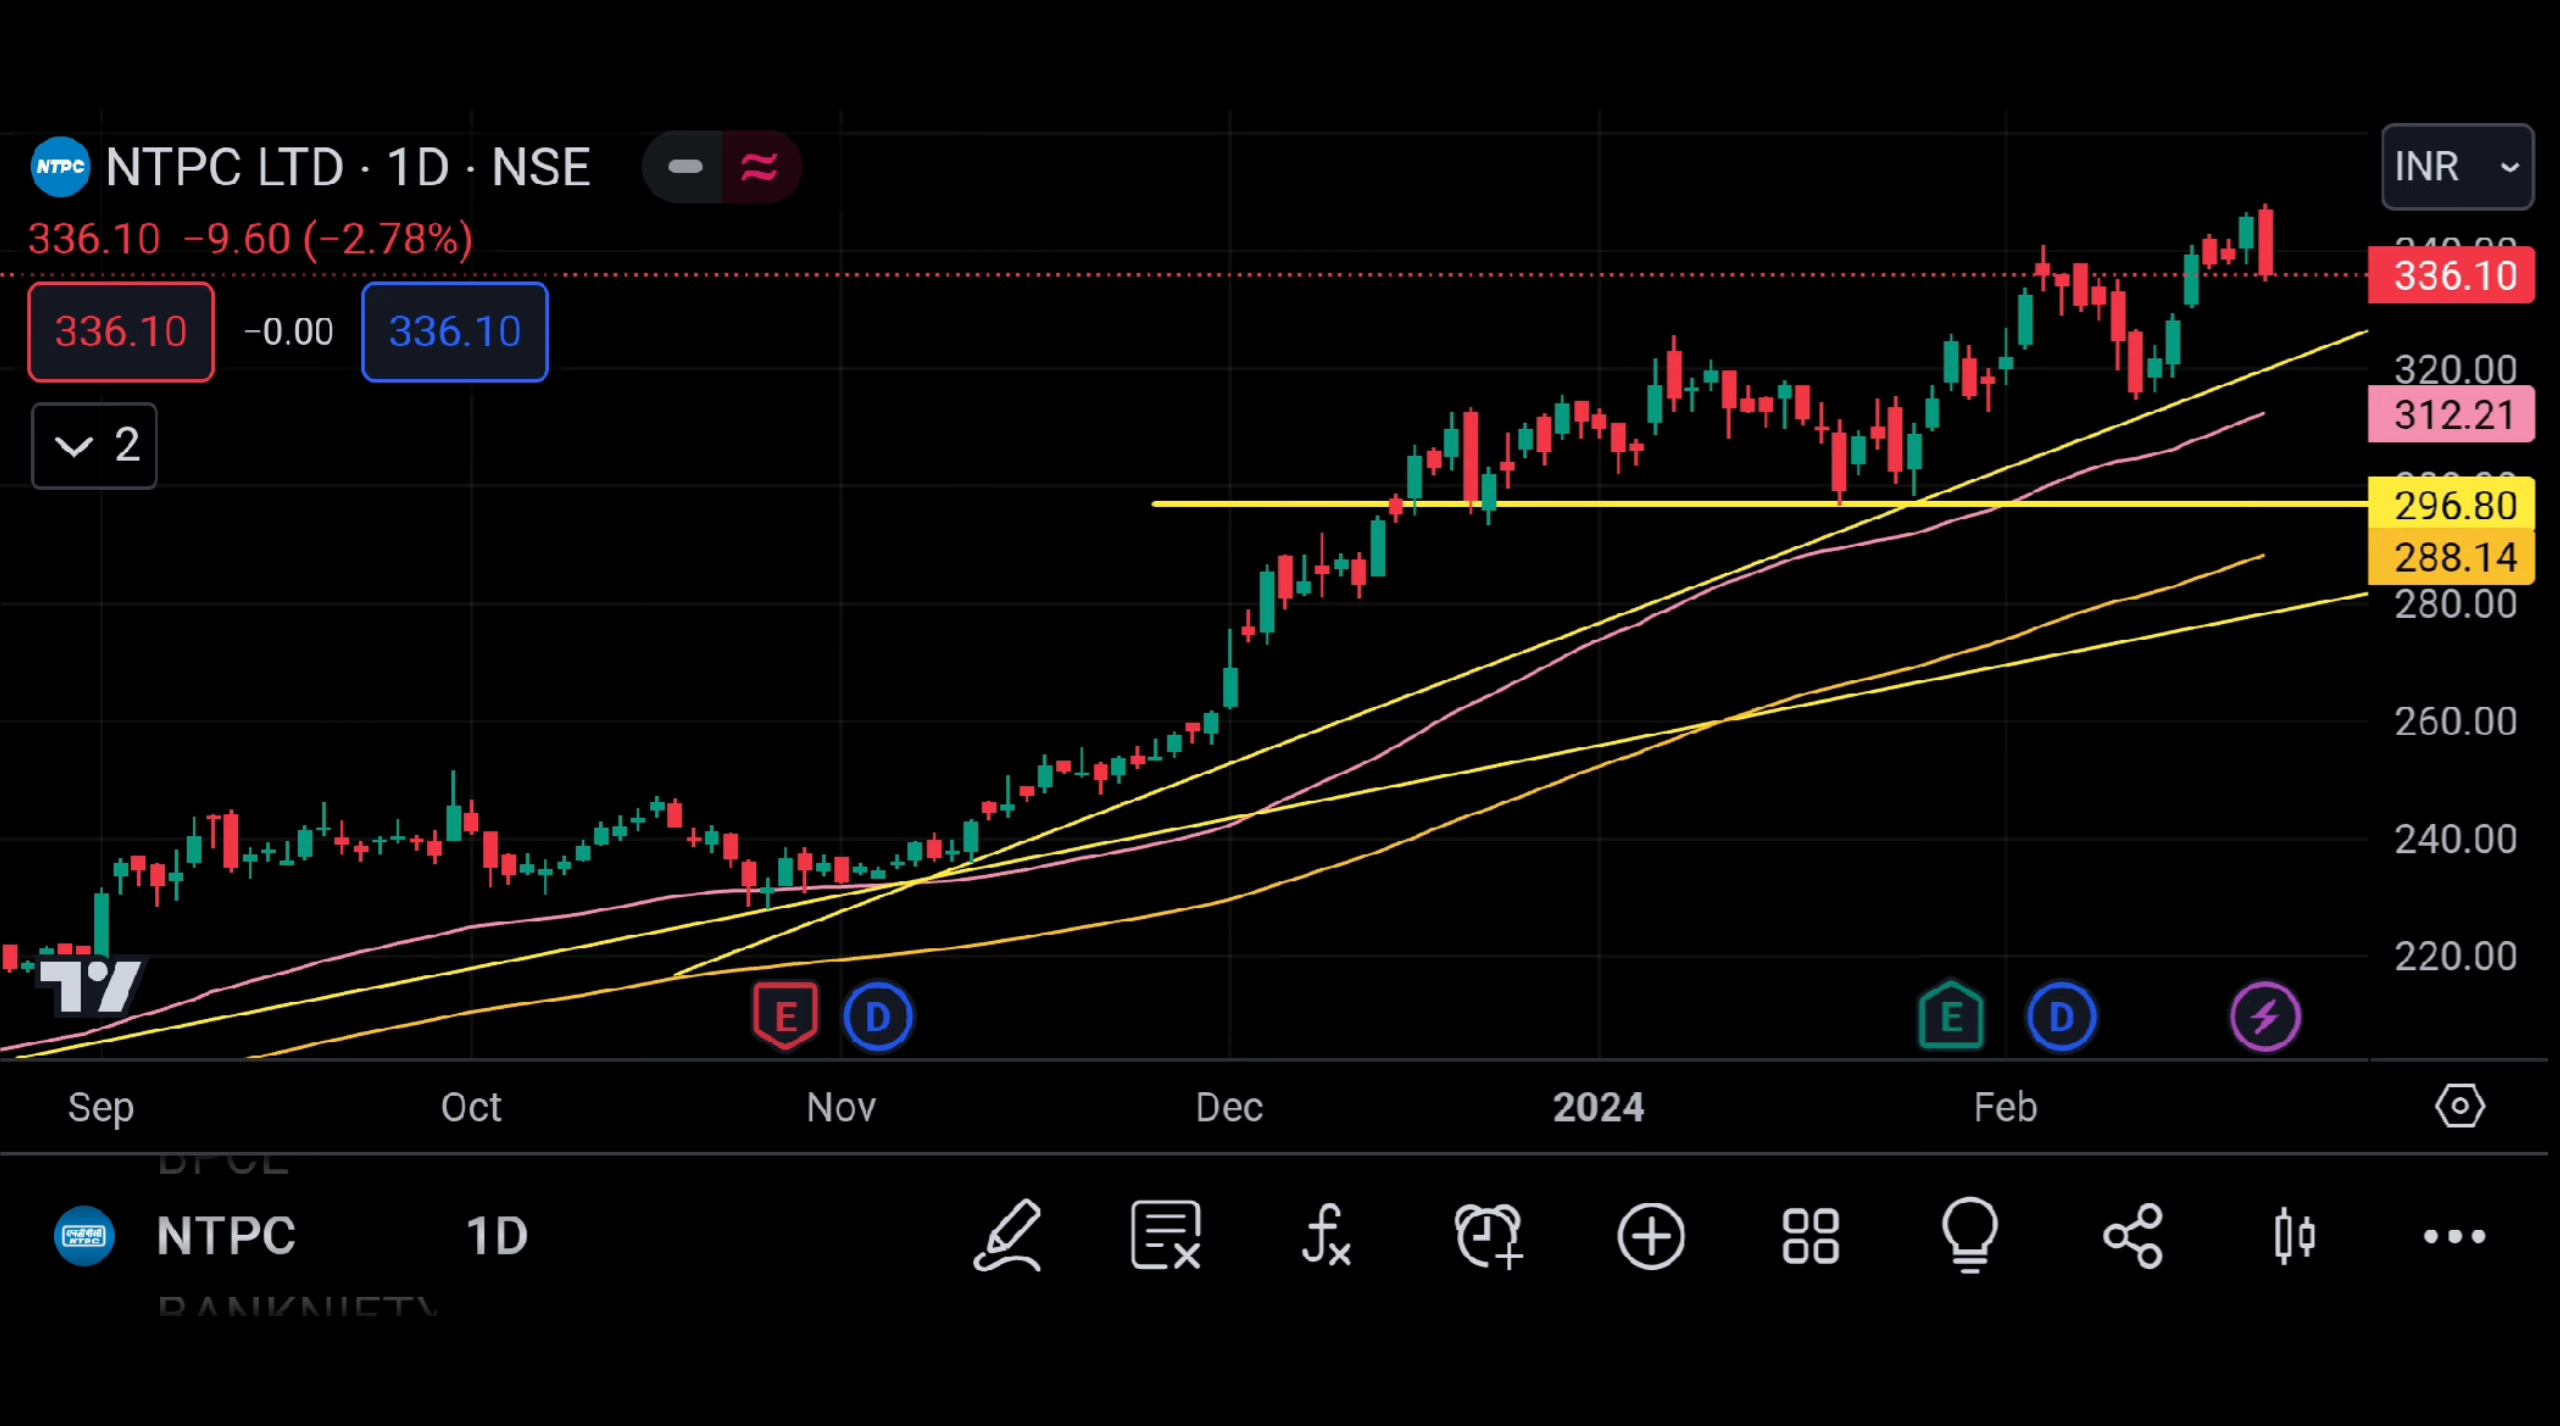 NTPC NTPC LTD · 1D · NSE
INR
336.10 −9.60 (−2.78%)
336.10 −0.00 336.10
2
336.10
320.00
312.21
296.80
288.14
280.00
260.00
240.00
220.00
E D E D
Sep Oct Nov Dec 2024 Feb
NTPC 1D